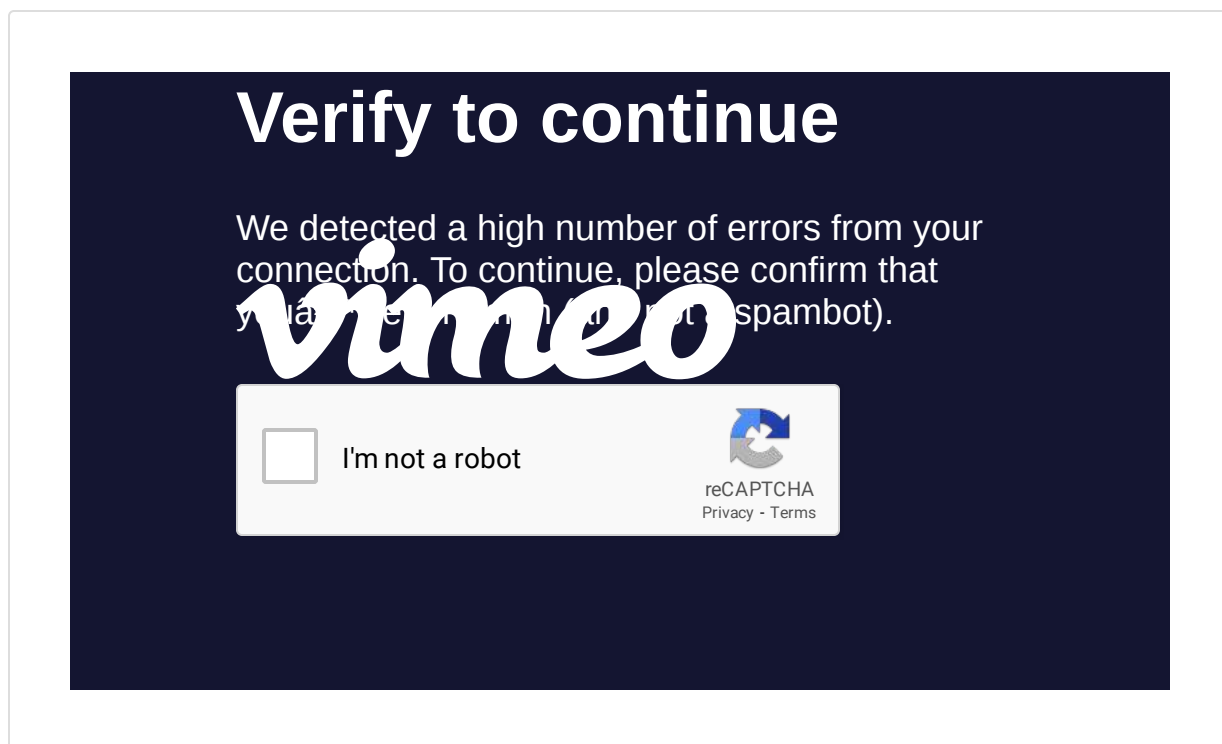 Verify to continue
We detected a high number of errors from your
connection. To continue, please confirm that
spambot).
vimeo
I'm not a robot
reCAPTCHA
Privacy - Terms